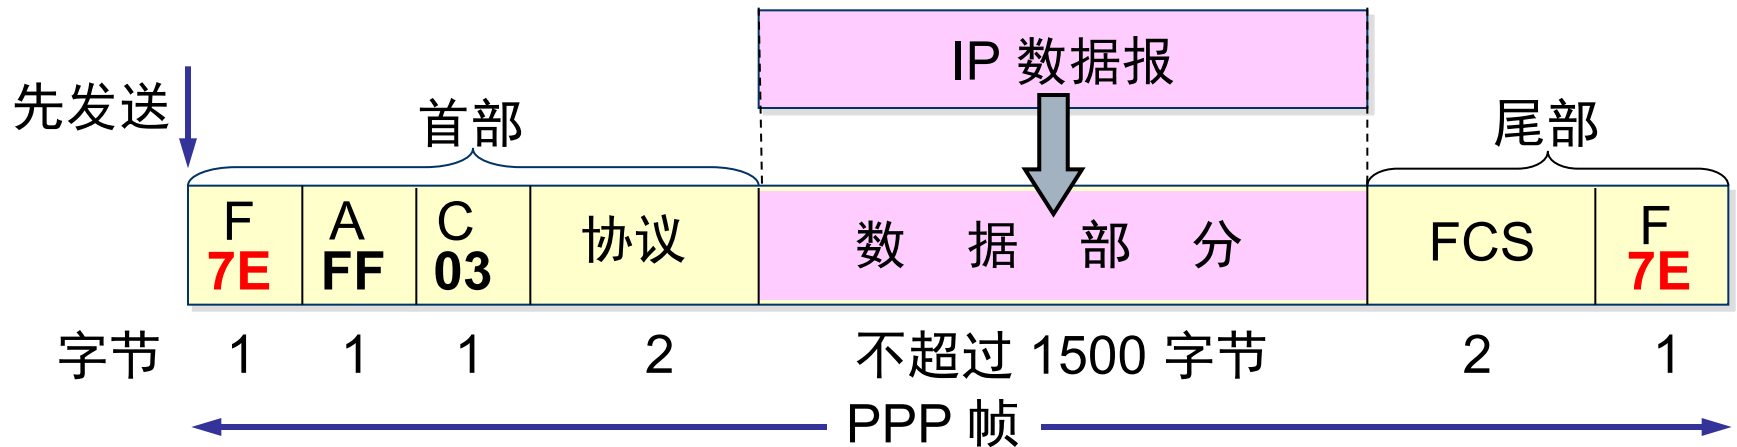 IP 数据报
先发送
首部
尾部
F A C 协议 数据部分 FCS F
7E FF 03 7E
字节 1 1 1 2 不超过 1500 字节 2 1
PPP 帧